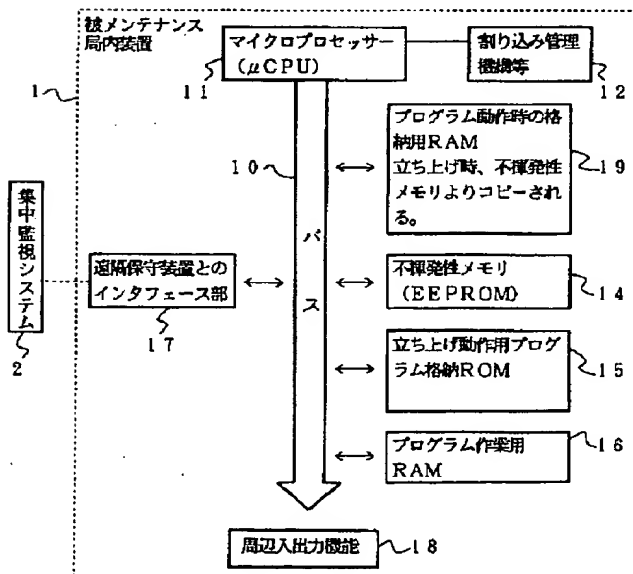 被メンテナンス
局内装置
マイクロプロセッサー
(μCPU)
割り込み管理
機構等
1
11
12
プログラム動作時の格
納用RAM
立ち上げ時、不揮発性
メモリよりコピーされ
る。
19
10
バス
集中監視システム
2
遠隔保守装置との
インタフェース部
17
不揮発性メモリ
(EEPROM)
14
立ち上げ動作用プログ
ラム格納ROM
15
プログラム作業用
RAM
16
周辺入出力機能
18